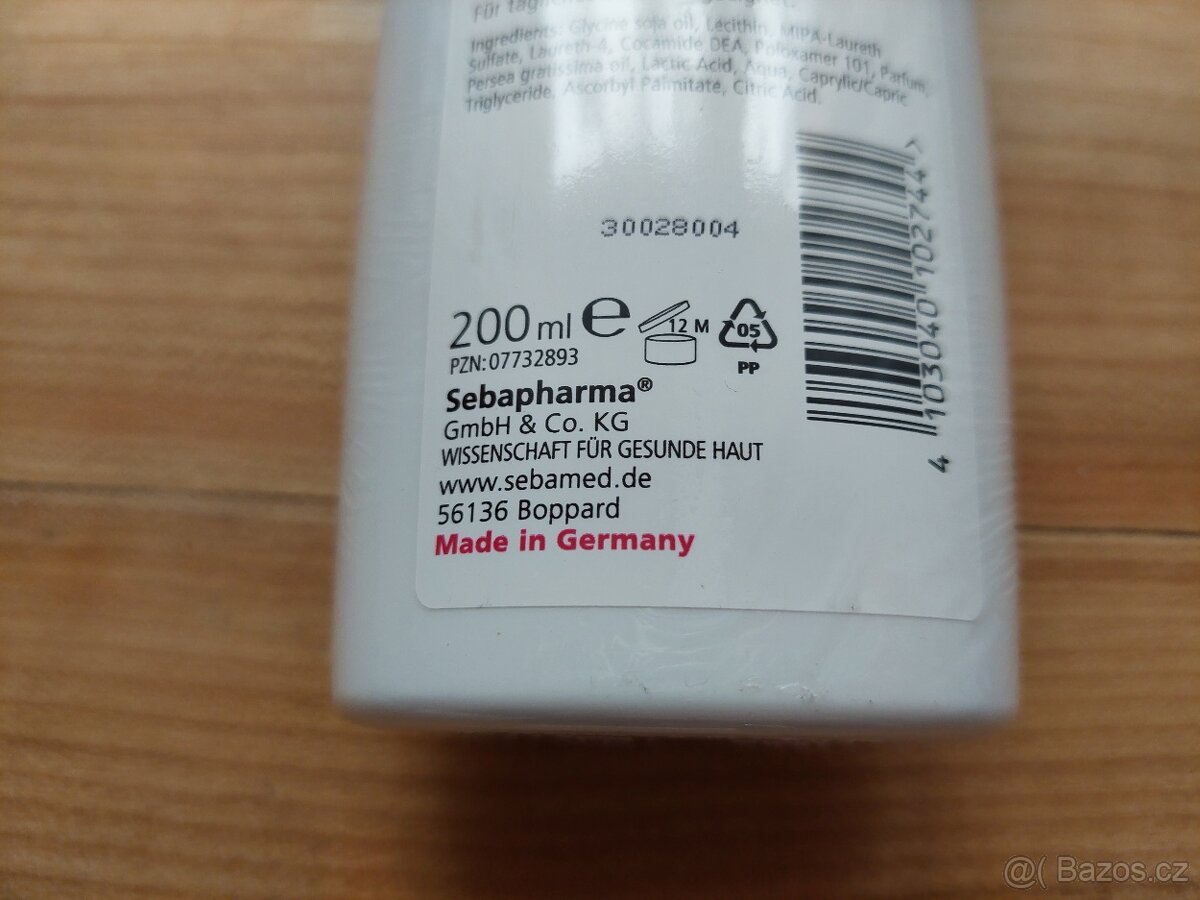 Für täglich
Ingredients: Glycine soja oil, Lecithin, MIPA-Laureth
Sulfate, Laureth-4, Cocamide DEA, Poloxamer 101, Parfum,
Persea gratissima oil, Lactic Acid, Aqua, Caprylic/Capric
Triglyceride, Ascorbyl Palmitate, Citric Acid.
30028004
200 ml e
12 M
05
PP
PZN: 07732893
Sebapharma®
GmbH & Co. KG
WISSENSCHAFT FÜR GESUNDE HAUT
www.sebamed.de
56136 Boppard
Made in Germany
4 103040 102744 >
@( Bazos.cz